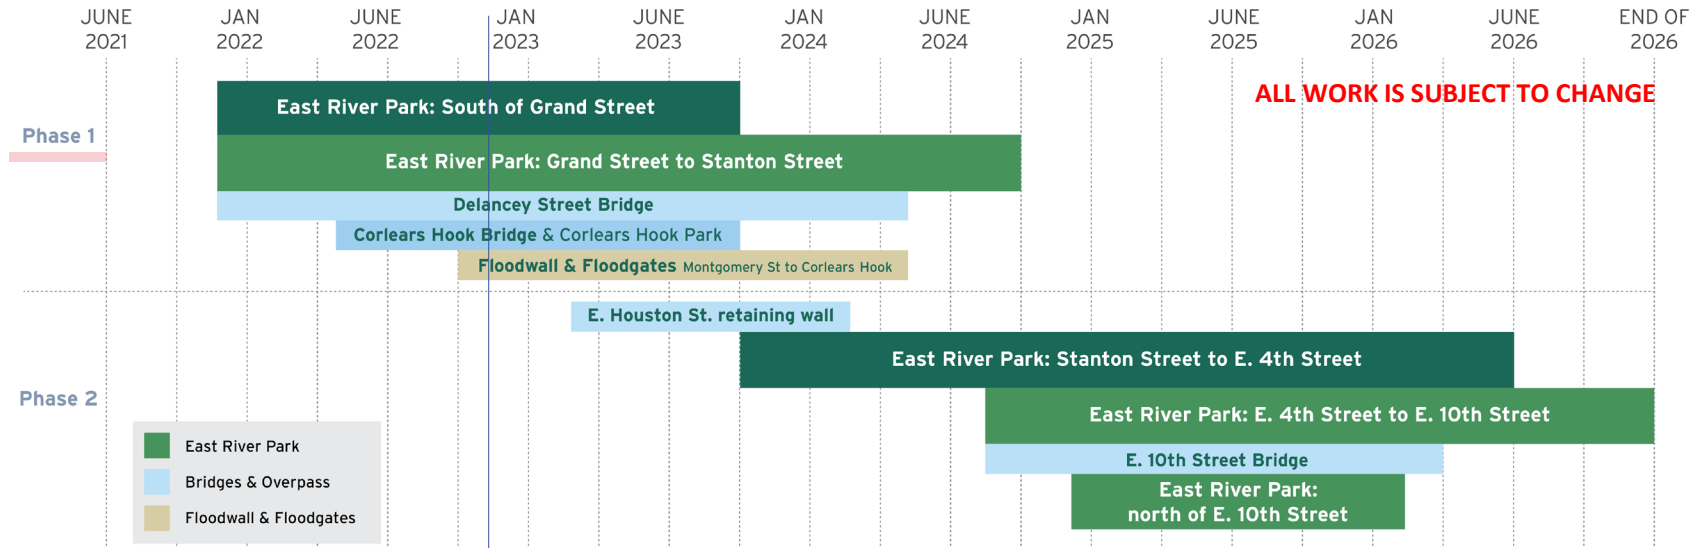 JUNE JAN JUNE JAN JUNE JAN JUNE JAN JUNE JAN JUNE END OF
2021 2022 2022 2023 2023 2024 2024 2025 2025 2026 2026 2026
ALL WORK IS SUBJECT TO CHANGE
East River Park: South of Grand Street
Phase 1
East River Park: Grand Street to Stanton Street
Delancey Street Bridge
Corlears Hook Bridge & Corlears Hook Park
Floodwall & Floodgates Montgomery St to Corlears Hook
E. Houston St. retaining wall
East River Park: Stanton Street to E. 4th Street
Phase 2
East River Park: E. 4th Street to E. 10th Street
E. 10th Street Bridge
East River Park:
north of E. 10th Street
East River Park
Bridges & Overpass
Floodwall & Floodgates